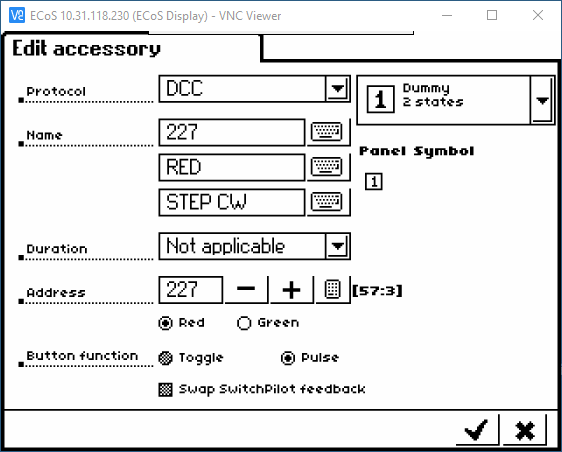 ECoS 10.31.118.230 (ECoS Display) - VNC Viewer
Edit accessory
Protocol
DCC
1
Dummy
2 states
Name
227
RED
STEP CW
Panel Symbol
1
Duration
Not applicable
Address
227
[57:3]
Red
Green
Button function
Toggle
Pulse
Swap SwitchPilot feedback